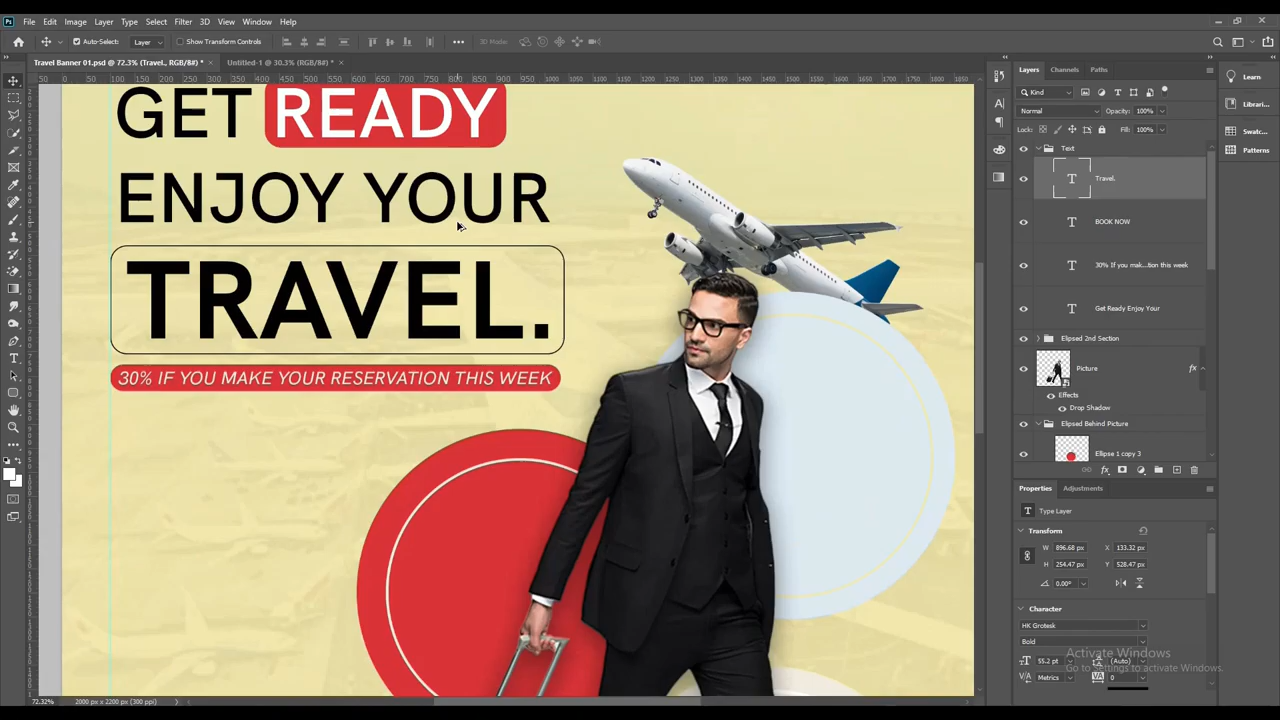 Ps File Edit Image Layer Type Select Filter 3D View Window Help
Auto-Select: Layer Show Transform Controls 3D Mode:
Travel Banner 01.psd @ 72.3% (Travel., RGB/8#) * Untitled-1 @ 30.3% (RGB/8#) *
GET READY
ENJOY YOUR
TRAVEL.
30% IF YOU MAKE YOUR RESERVATION THIS WEEK
Layers Channels Paths
Kind
Normal Opacity: 100%
Lock: Fill: 100%
Text
Travel.
BOOK NOW
30% If you mak...tion this week
Get Ready Enjoy Your
Elipsed 2nd Section
Picture fx
Effects
Drop Shadow
Elipsed Behind Picture
Ellipse 1 copy 3
Properties Adjustments
Type Layer
Transform
W 896.68 px X 133.32 px
H 254.47 px Y 528.47 px
0.00°
Character
HK Grotesk
Bold
55.2 pt (Auto)
Metrics 0
Activate Windows
Go to Settings to activate Windows.
Learn
Librari...
Swatc...
Patterns
72.32% 2000 px x 2200 px (300 ppi)